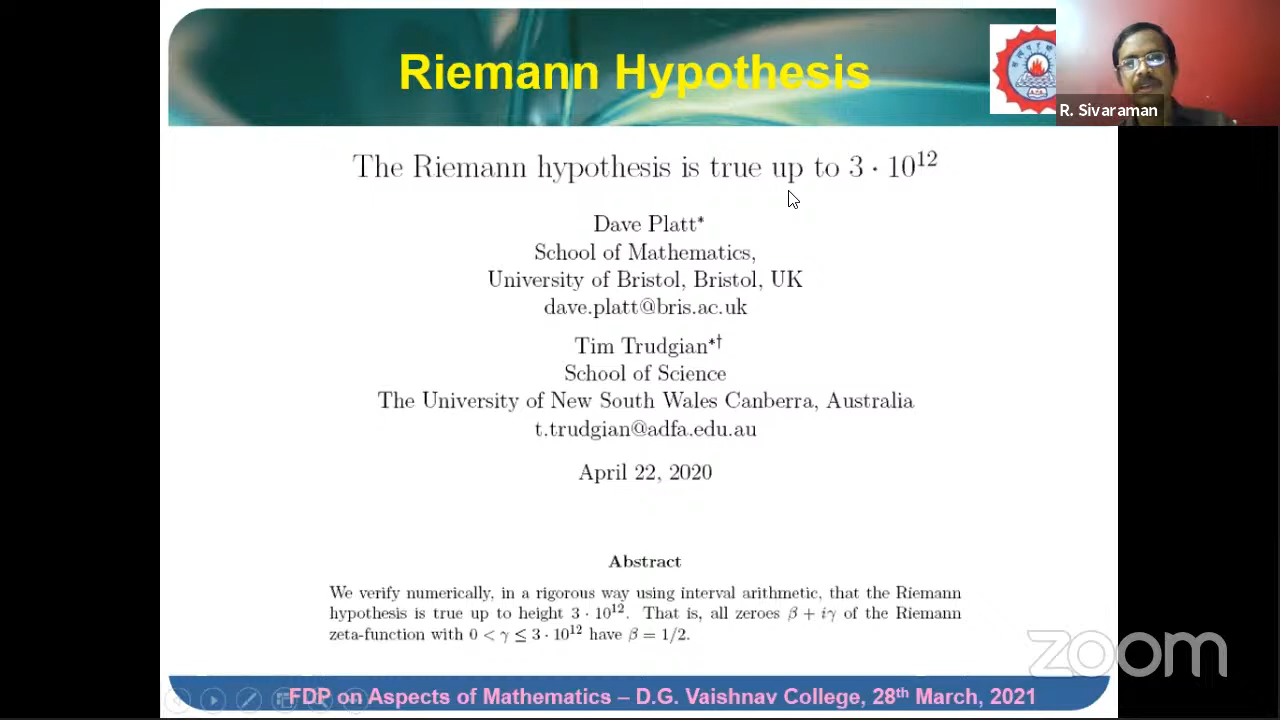 Riemann Hypothesis
R. Sivaraman
The Riemann hypothesis is true up to 3 · 10¹²
Dave Platt*
School of Mathematics,
University of Bristol, Bristol, UK
dave.platt@bris.ac.uk
Tim Trudgian*†
School of Science
The University of New South Wales Canberra, Australia
t.trudgian@adfa.edu.au
April 22, 2020
Abstract
We verify numerically, in a rigorous way using interval arithmetic, that the Riemann
hypothesis is true up to height 3 · 10¹². That is, all zeroes β + iγ of the Riemann
zeta-function with 0 < γ ≤ 3 · 10¹² have β = 1/2.
zoom
FDP on Aspects of Mathematics – D.G. Vaishnav College, 28th March, 2021